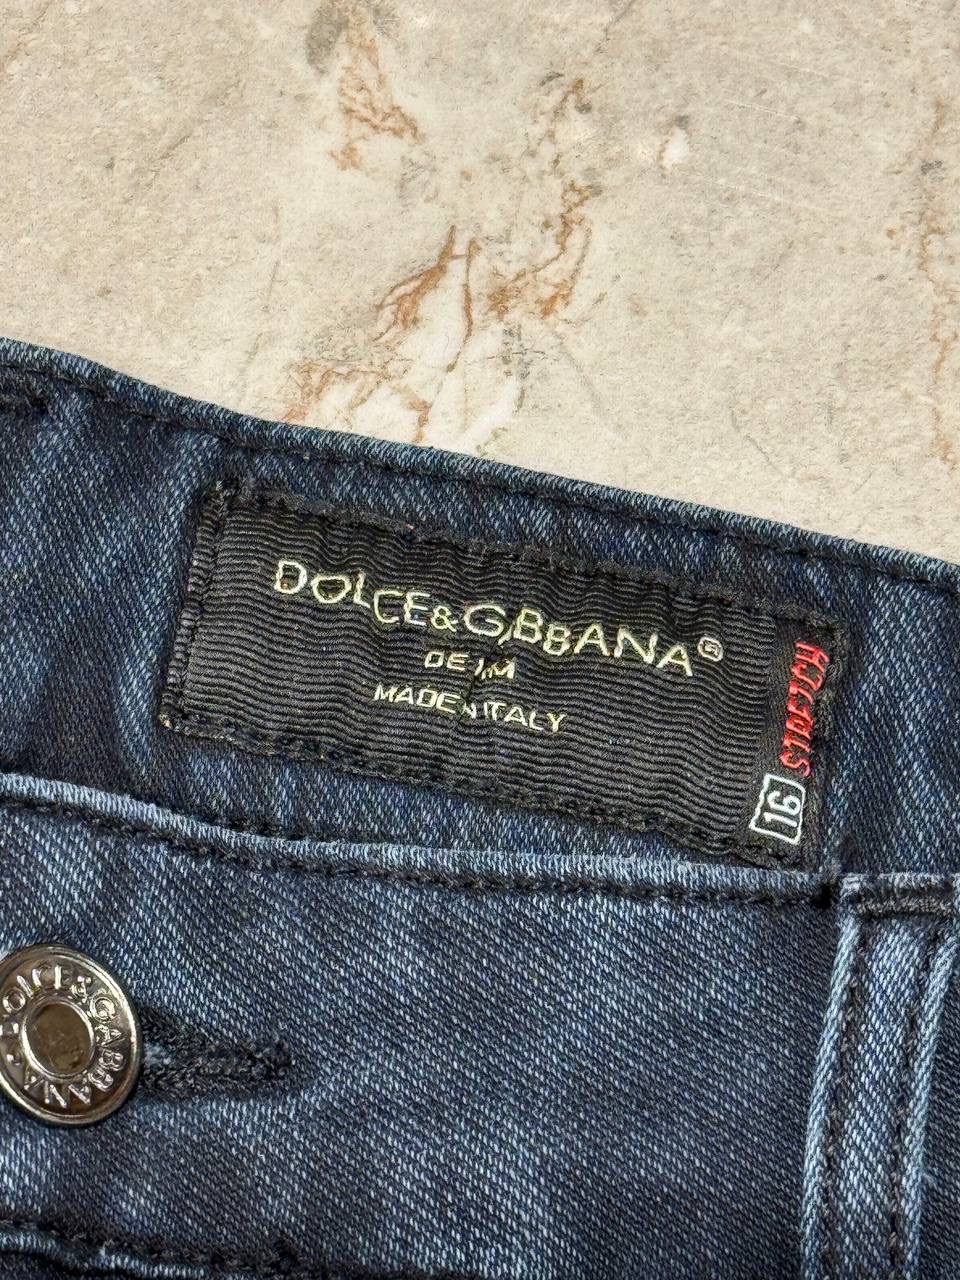 DOLCE&GABBANA®
DENIM
MADE IN ITALY
STRETCH
16
DOLCE&GABBANA